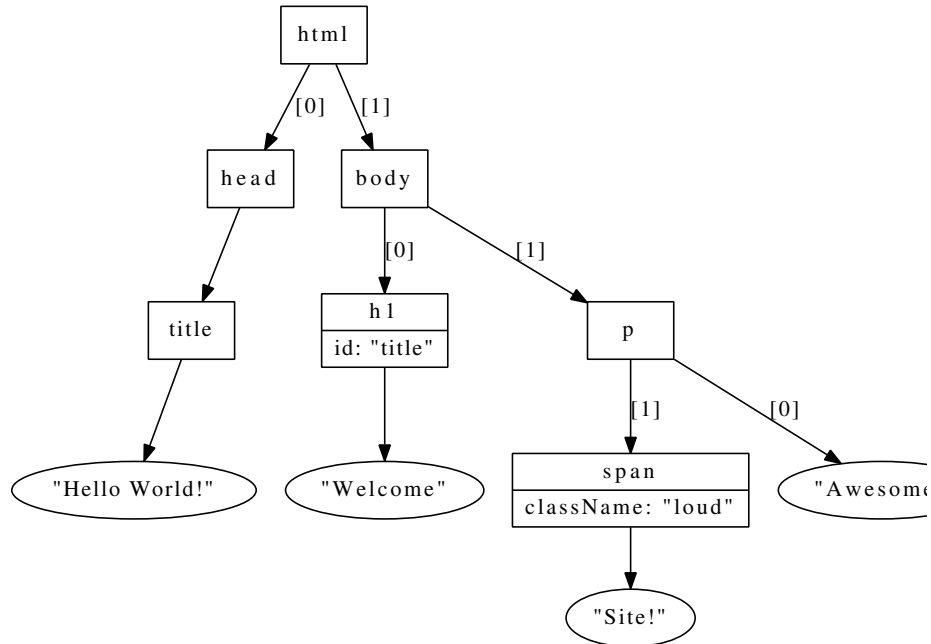 html
[0]
[1]
head
body
[0]
[1]
title
h1
id: "title"
p
[1]
[0]
"Hello World!"
"Welcome"
span
className: "loud"
"Awesome
"Site!"